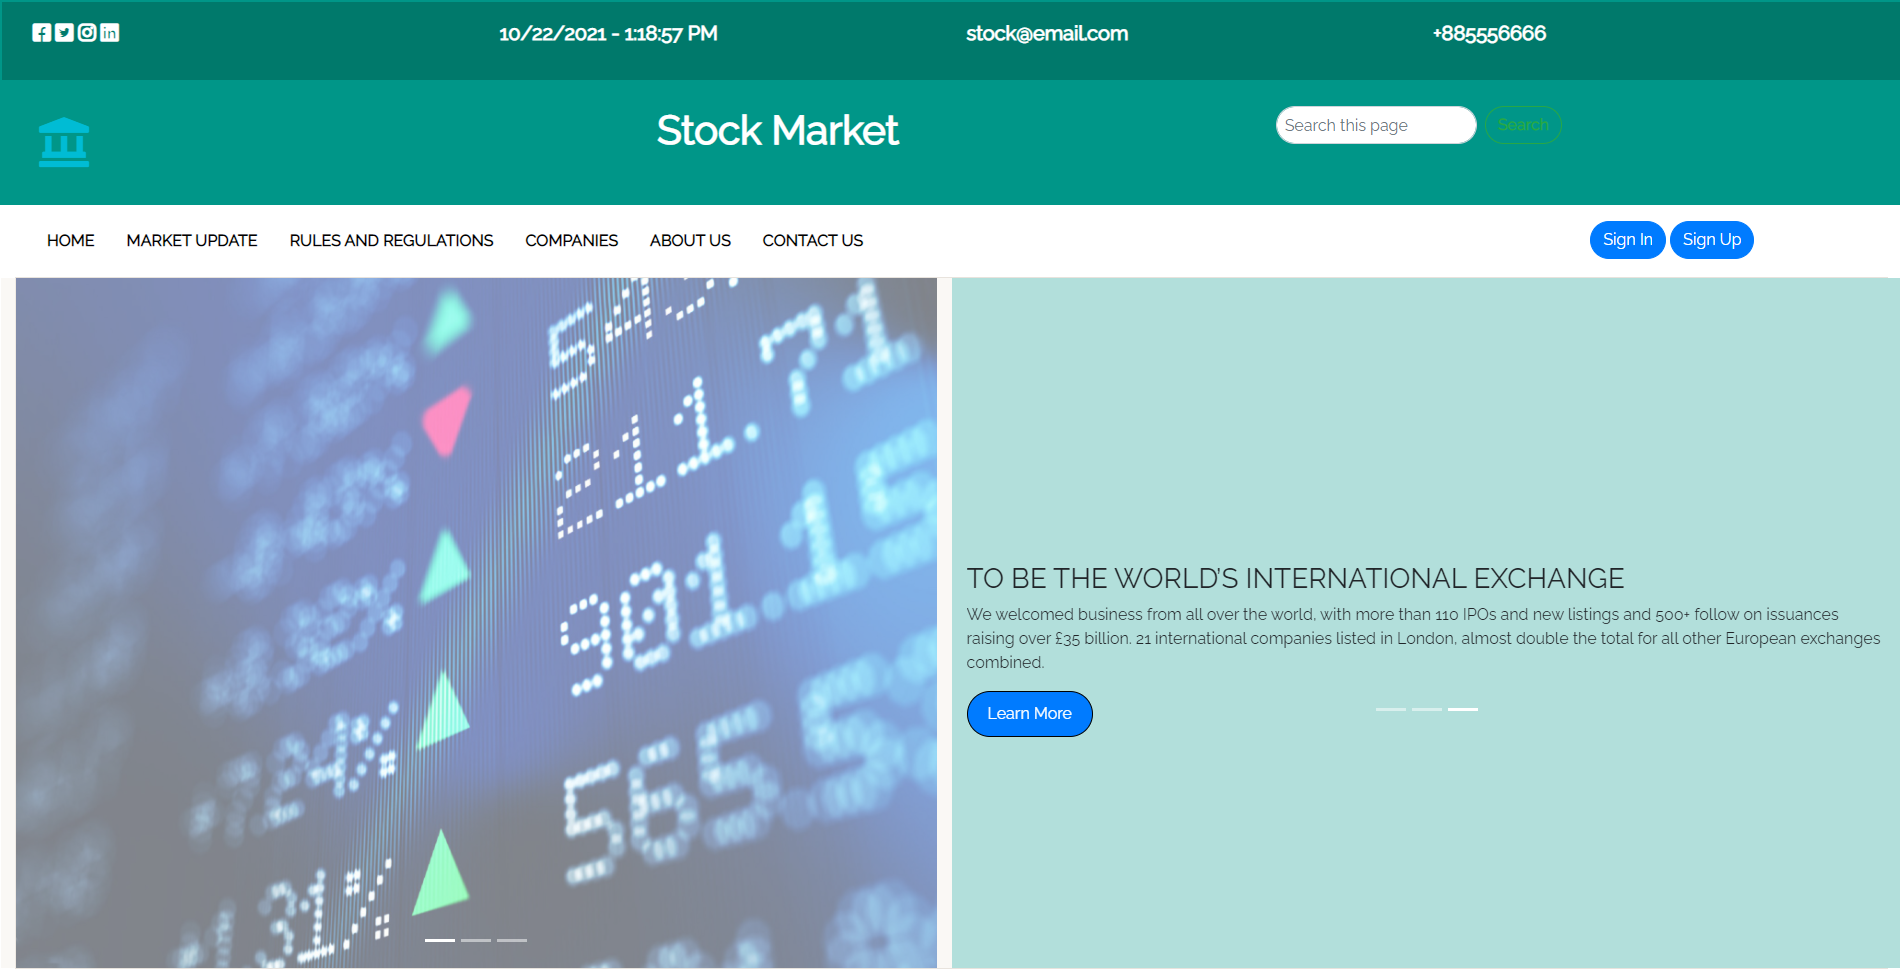 10/22/2021 - 1:18:57 PM
stock@email.com
+885556666
Stock Market
Search this page
Search
HOME
MARKET UPDATE
RULES AND REGULATIONS
COMPANIES
ABOUT US
CONTACT US
Sign In
Sign Up
21.71
901.15
TO BE THE WORLD'S INTERNATIONAL EXCHANGE
We welcomed business from all over the world, with more than 110 IPOs and new listings and 500+ follow on issuances
raising over £35 billion. 21 international companies listed in London, almost double the total for all other European exchanges
combined.
Learn More